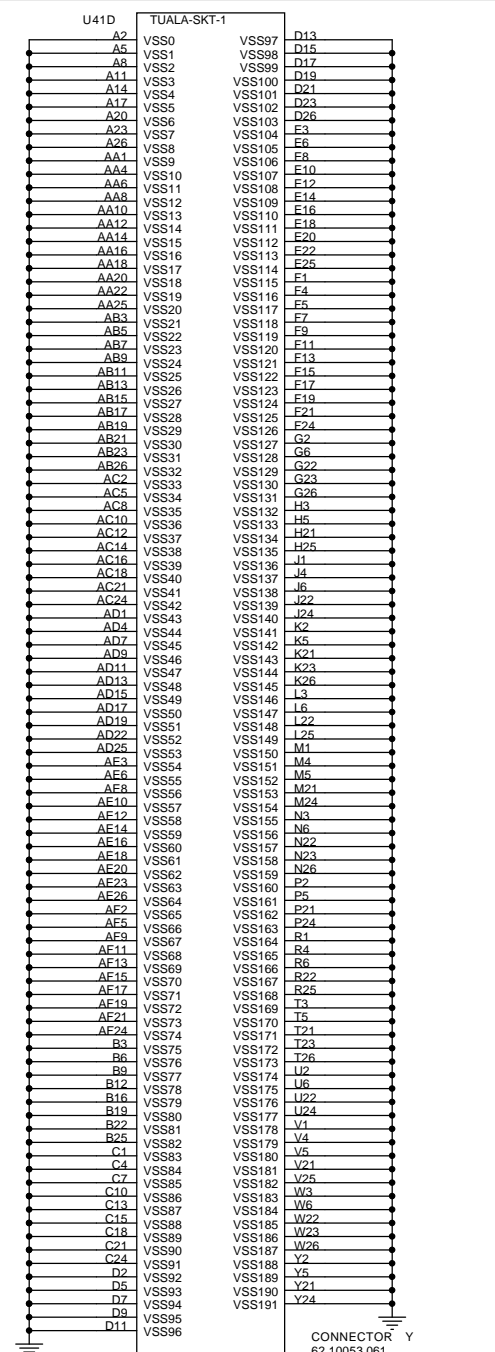 U41D TUALA-SKT-1
A2 VSS0 VSS97 D13
A5 VSS1 VSS98 D15
A8 VSS2 VSS99 D17
A11 VSS3 VSS100 D19
A14 VSS4 VSS101 D21
A17 VSS5 VSS102 D23
A20 VSS6 VSS103 D26
A23 VSS7 VSS104 E3
A26 VSS8 VSS105 E6
AA1 VSS9 VSS106 E8
AA4 VSS10 VSS107 E10
AA6 VSS11 VSS108 E12
AA8 VSS12 VSS109 E14
AA10 VSS13 VSS110 E16
AA12 VSS14 VSS111 E18
AA14 VSS15 VSS112 E20
AA16 VSS16 VSS113 E22
AA18 VSS17 VSS114 E25
AA20 VSS18 VSS115 F1
AA22 VSS19 VSS116 F4
AA25 VSS20 VSS117 F5
AB3 VSS21 VSS118 F7
AB5 VSS22 VSS119 F9
AB7 VSS23 VSS120 F11
AB9 VSS24 VSS121 F13
AB11 VSS25 VSS122 F15
AB13 VSS26 VSS123 F17
AB15 VSS27 VSS124 F19
AB17 VSS28 VSS125 F21
AB19 VSS29 VSS126 F24
AB21 VSS30 VSS127 G2
AB23 VSS31 VSS128 G6
AB26 VSS32 VSS129 G22
AC2 VSS33 VSS130 G23
AC5 VSS34 VSS131 G26
AC8 VSS35 VSS132 H3
AC10 VSS36 VSS133 H5
AC12 VSS37 VSS134 H21
AC14 VSS38 VSS135 H25
AC16 VSS39 VSS136 J1
AC18 VSS40 VSS137 J4
AC21 VSS41 VSS138 J6
AC24 VSS42 VSS139 J22
AD1 VSS43 VSS140 J24
AD4 VSS44 VSS141 K2
AD7 VSS45 VSS142 K5
AD9 VSS46 VSS143 K21
AD11 VSS47 VSS144 K23
AD13 VSS48 VSS145 K26
AD15 VSS49 VSS146 L3
AD17 VSS50 VSS147 L6
AD19 VSS51 VSS148 L22
AD22 VSS52 VSS149 L25
AD25 VSS53 VSS150 M1
AE3 VSS54 VSS151 M4
AE6 VSS55 VSS152 M5
AE8 VSS56 VSS153 M21
AE10 VSS57 VSS154 M24
AE12 VSS58 VSS155 N3
AE14 VSS59 VSS156 N6
AE16 VSS60 VSS157 N22
AE18 VSS61 VSS158 N23
AE20 VSS62 VSS159 N26
AE23 VSS63 VSS160 P2
AE26 VSS64 VSS161 P5
AF2 VSS65 VSS162 P21
AF5 VSS66 VSS163 P24
AF9 VSS67 VSS164 R1
AF11 VSS68 VSS165 R4
AF13 VSS69 VSS166 R6
AF15 VSS70 VSS167 R22
AF17 VSS71 VSS168 R25
AF19 VSS72 VSS169 T3
AF21 VSS73 VSS170 T5
AF24 VSS74 VSS171 T21
B3 VSS75 VSS172 T23
B6 VSS76 VSS173 T26
B9 VSS77 VSS174 U2
B12 VSS78 VSS175 U6
B16 VSS79 VSS176 U22
B19 VSS80 VSS177 U24
B22 VSS81 VSS178 V1
B25 VSS82 VSS179 V4
C1 VSS83 VSS180 V5
C4 VSS84 VSS181 V21
C7 VSS85 VSS182 V25
C10 VSS86 VSS183 W3
C13 VSS87 VSS184 W6
C15 VSS88 VSS185 W22
C18 VSS89 VSS186 W23
C21 VSS90 VSS187 W26
C24 VSS91 VSS188 Y2
D2 VSS92 VSS189 Y5
D5 VSS93 VSS190 Y21
D7 VSS94 VSS191 Y24
D9 VSS95
D11 VSS96
CONNECTOR Y
62.10053.061